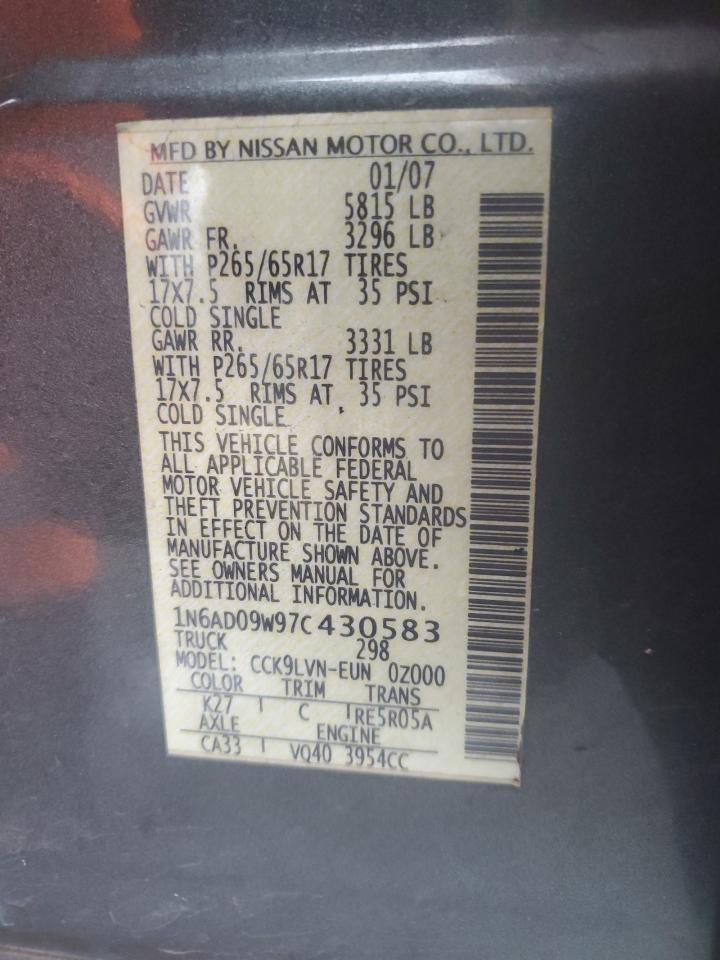 MFD BY NISSAN MOTOR CO., LTD.
DATE 01/07
GVWR 5815 LB
GAWR FR. 3296 LB
WITH P265/65R17 TIRES
17X7.5 RIMS AT 35 PSI
COLD SINGLE
GAWR RR. 3331 LB
WITH P265/65R17 TIRES
17X7.5 RIMS AT 35 PSI
COLD SINGLE
THIS VEHICLE CONFORMS TO
ALL APPLICABLE FEDERAL
MOTOR VEHICLE SAFETY AND
THEFT PREVENTION STANDARDS
IN EFFECT ON THE DATE OF
MANUFACTURE SHOWN ABOVE.
SEE OWNERS MANUAL FOR
ADDITIONAL INFORMATION.
1N6AD09W97C430583
TRUCK 298
MODEL: CCK9LVN-EUN 0Z000
COLOR TRIM TRANS
K27 C RE5R05A
AXLE ENGINE
CA33 VQ40 3954CC